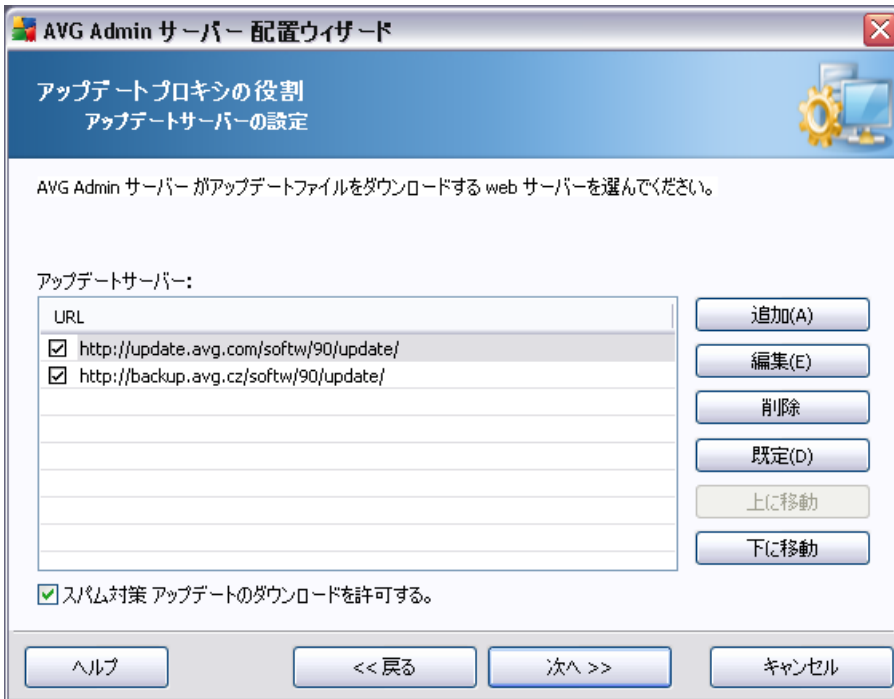 AVG Admin サーバー 配置ウィザード
アップデートプロキシの役割
アップデートサーバーの設定
AVG Admin サーバー がアップデートファイルをダウンロードする web サーバーを選んでください。
アップデートサーバー:
URL
http://update.avg.com/softw/90/update/
http://backup.avg.cz/softw/90/update/
追加(A)
編集(E)
削除
既定(D)
上に移動
下に移動
スパム対策 アップデートのダウンロードを許可する。
ヘルプ
<< 戻る
次へ >>
キャンセル